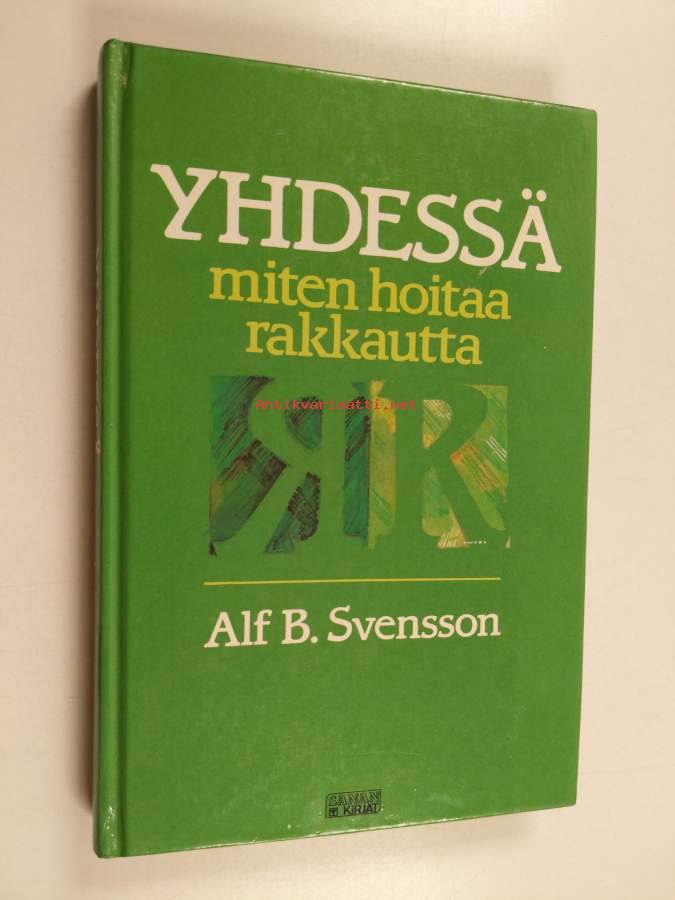 YHDESSÄ
miten hoitaa
rakkautta
Antikvariaatti.net
Alf B. Svensson
SANAN
KIRJAT